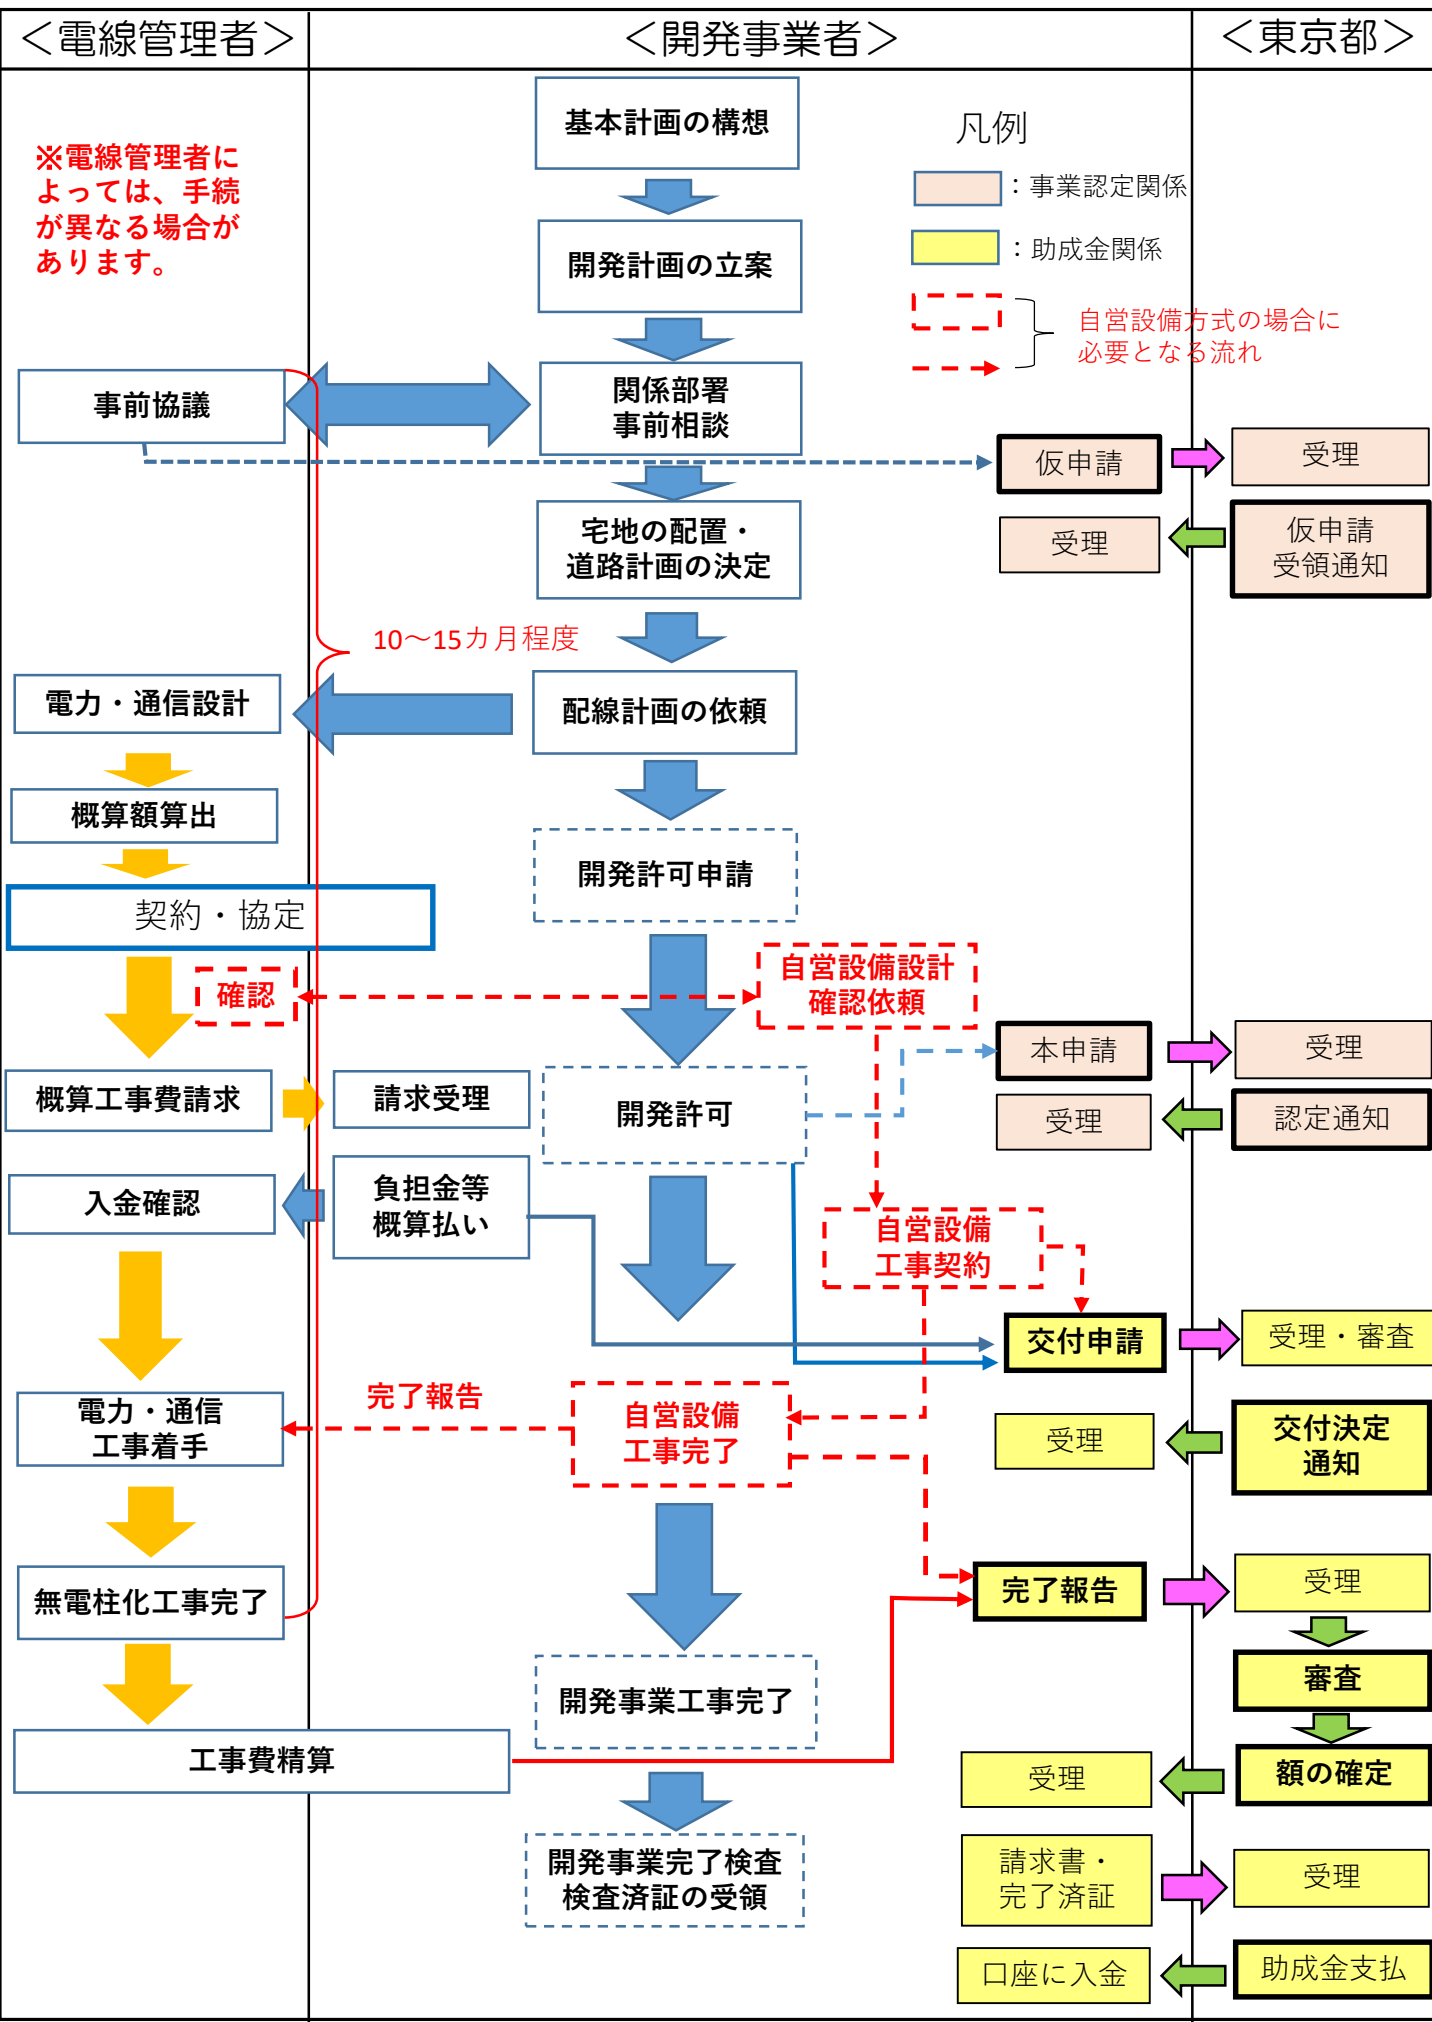 ＜電線管理者＞
＜開発事業者＞
＜東京都＞
※電線管理者に
よっては、手続
が異なる場合が
あります。
基本計画の構想
凡例
：事業認定関係
：助成金関係
自営設備方式の場合に
必要となる流れ
開発計画の立案
事前協議
関係部署
事前相談
仮申請
受理
宅地の配置・
道路計画の決定
受理
仮申請
受領通知
10～15カ月程度
電力・通信設計
配線計画の依頼
概算額算出
開発許可申請
契約・協定
確認
自営設備設計
確認依頼
本申請
受理
概算工事費請求
請求受理
開発許可
受理
認定通知
入金確認
負担金等
概算払い
自営設備
工事契約
交付申請
受理・審査
電力・通信
工事着手
完了報告
自営設備
工事完了
受理
交付決定
通知
無電柱化工事完了
完了報告
受理
審査
開発事業工事完了
工事費精算
受理
額の確定
開発事業完了検査
検査済証の受領
請求書・
完了済証
受理
口座に入金
助成金支払